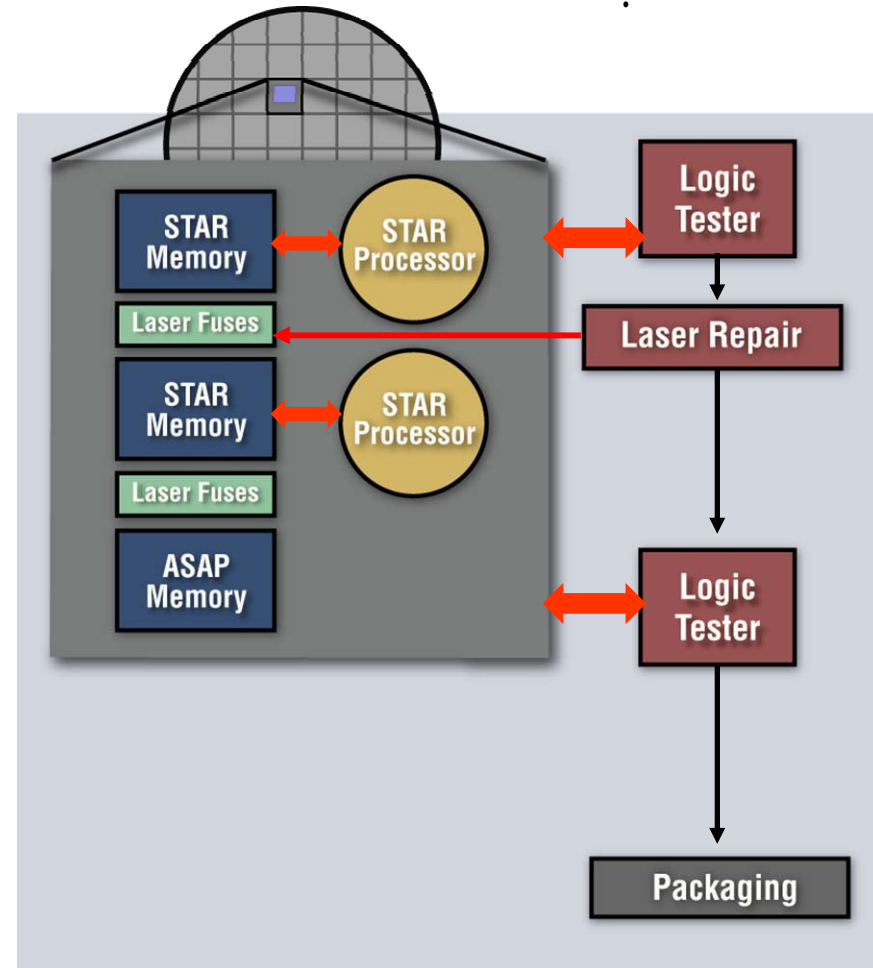 STAR
Memory
STAR
Processor
Laser Fuses
STAR
Memory
STAR
Processor
Laser Fuses
ASAP
Memory
Logic
Tester
Laser Repair
Logic
Tester
Packaging